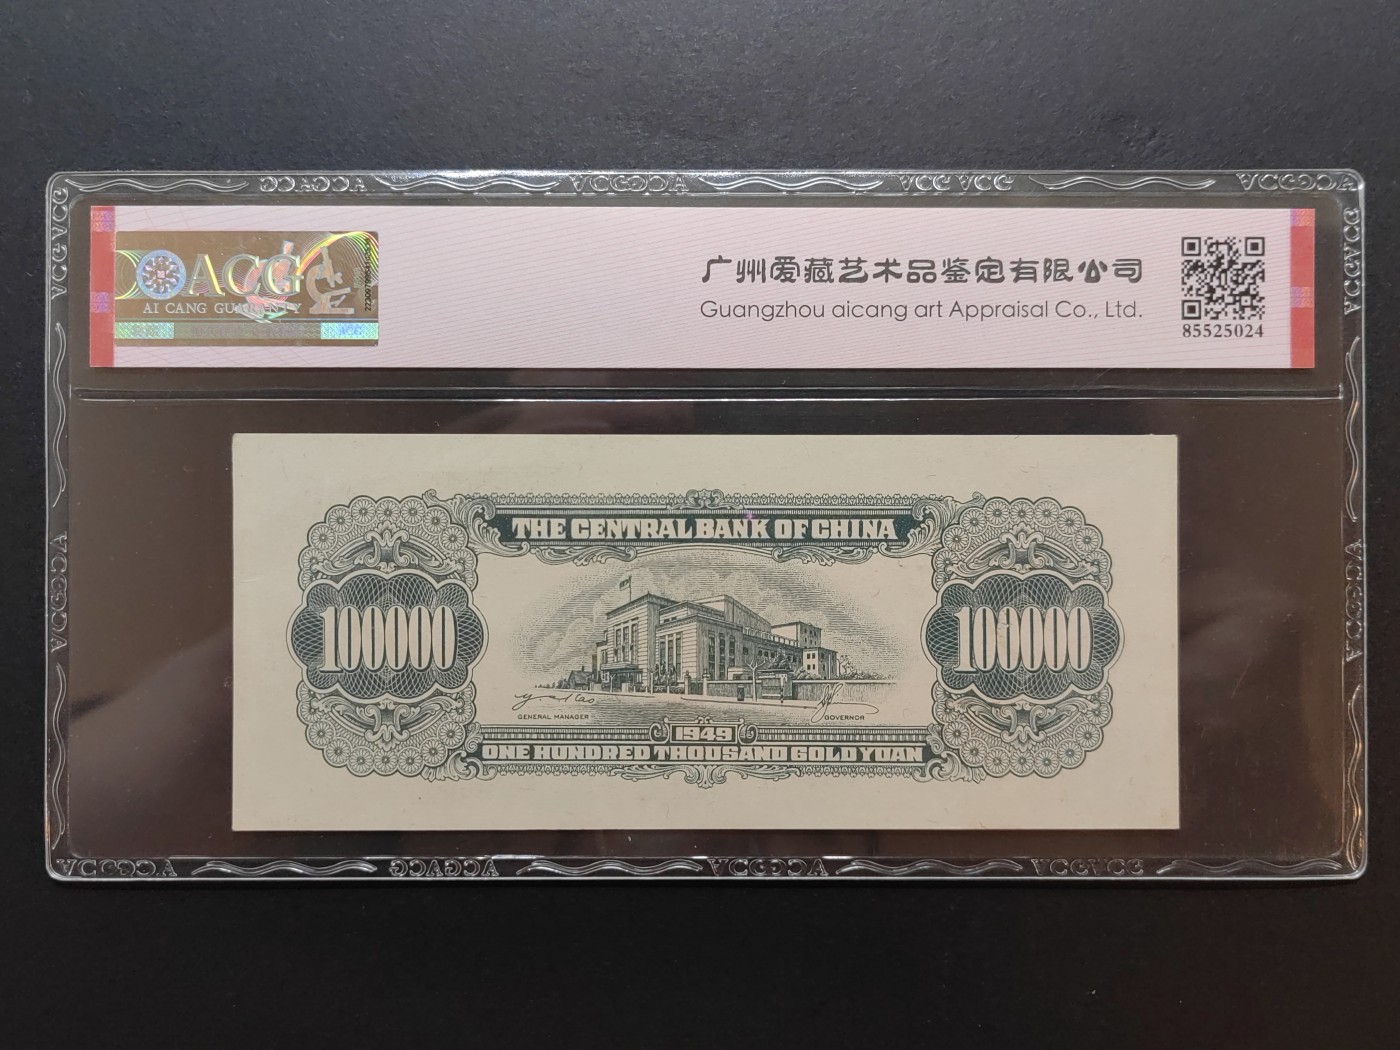 ACG
AI CANG GUARANTY
广州爱藏艺术品鉴定有限公司
Guangzhou aicang art Appraisal Co., Ltd.
85525024
THE CENTRAL BANK OF CHINA
100000
100000
GENERAL MANAGER
GOVERNOR
1949
ONE HUNDRED THOUSAND GOLD YUAN